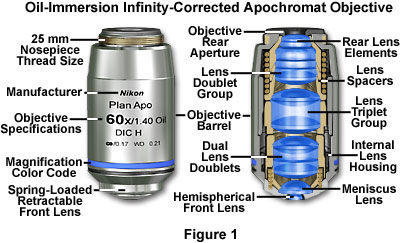 Oil-Immersion Infinity-Corrected Apochromat Objective
25 mm
Nosepiece
Thread Size
Manufacturer
Objective
Specifications
Magnification
Color Code
Spring-Loaded
Retractable
Front Lens
Nikon
Plan Apo
60x/1.40 Oil
DIC H
∞/0.17 WD 0.21
Objective
Rear
Aperture
Lens
Doublet
Group
Objective
Barrel
Dual
Lens
Doublets
Hemispherical
Front Lens
Rear Lens
Elements
Lens
Spacers
Lens
Triplet
Group
Internal
Lens
Housing
Meniscus
Lens
Figure 1